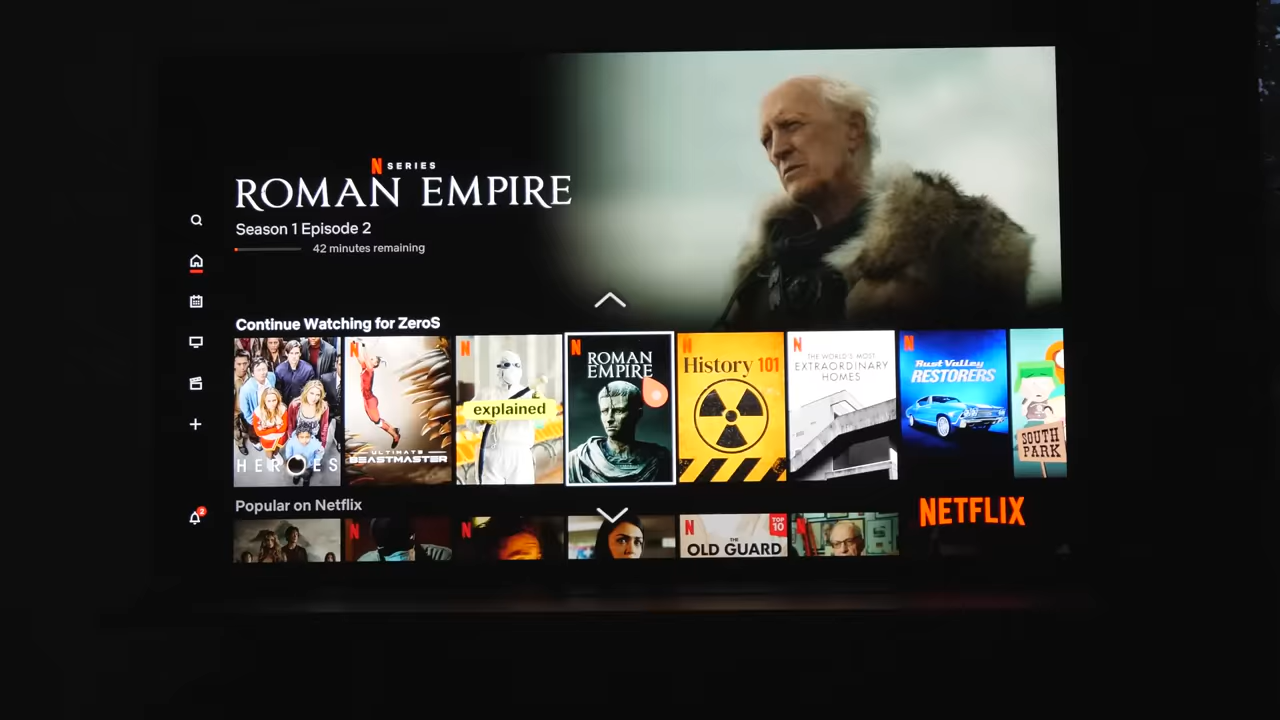 N SERIES
ROMAN EMPIRE
Season 1 Episode 2
42 minutes remaining
Continue Watching for ZeroS
HEROES
N
ULTIMATE
BEASTMASTER
N
explained
N
ROMAN
EMPIRE
N
History 101
N
THE WORLD'S MOST
EXTRAORDINARY
HOMES
N
Rust Valley
RESTORERS
SOUTH
PARK
2
Popular on Netflix
N
N
N
THE
OLD GUARD
TOP
10
N
NETFLIX